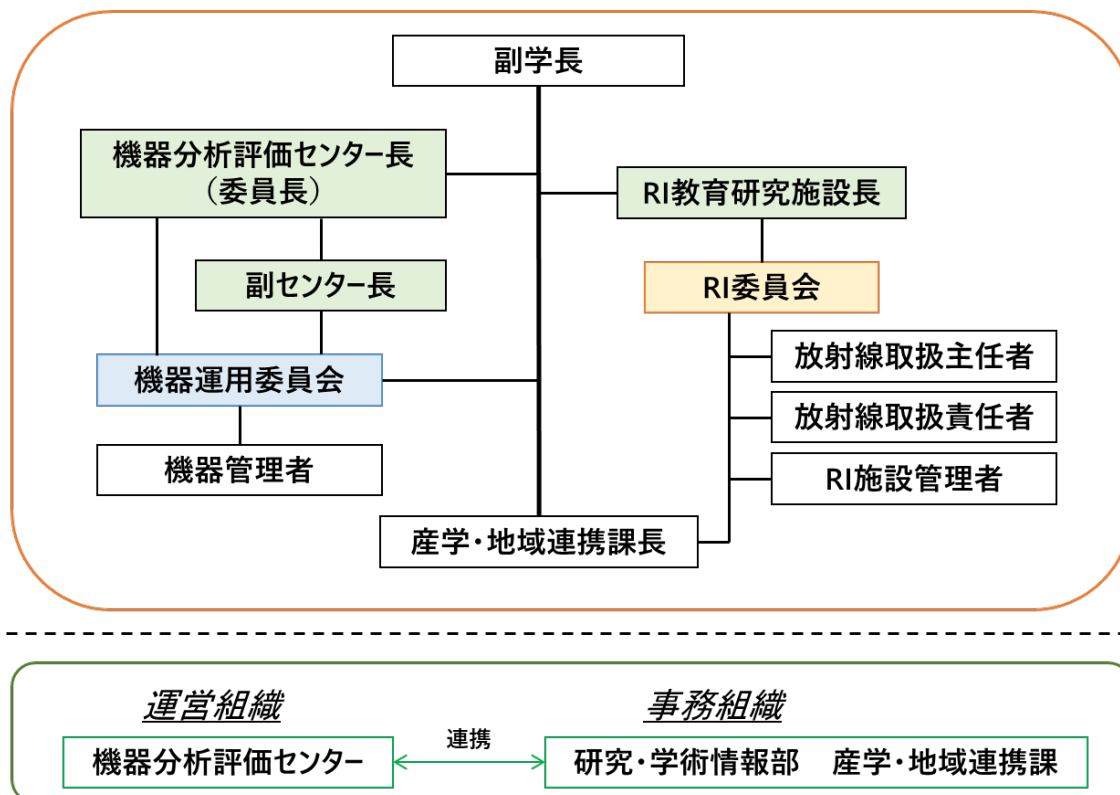 副学長
機器分析評価センター長
（委員長）
RI教育研究施設長
副センター長
RI委員会
放射線取扱主任者
機器運用委員会
放射線取扱責任者
機器管理者
RI施設管理者
産学・地域連携課長
運営組織
事務組織
機器分析評価センター
連携
研究・学術情報部　産学・地域連携課